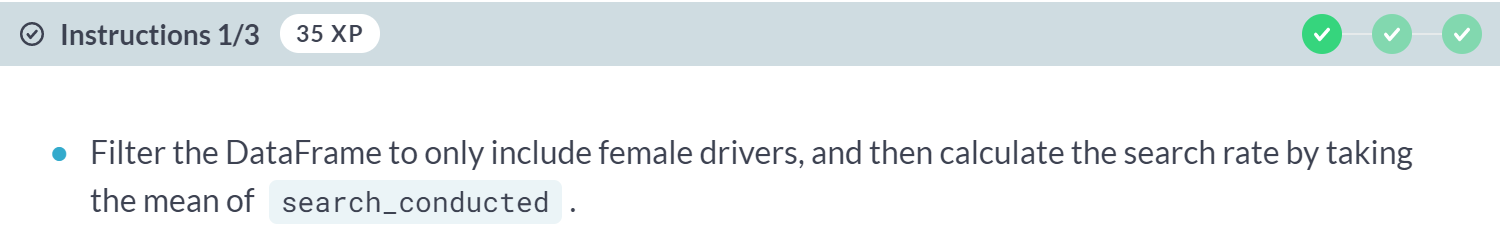 Instructions 1/3 35 XP
Filter the DataFrame to only include female drivers, and then calculate the search rate by taking
the mean of search_conducted .